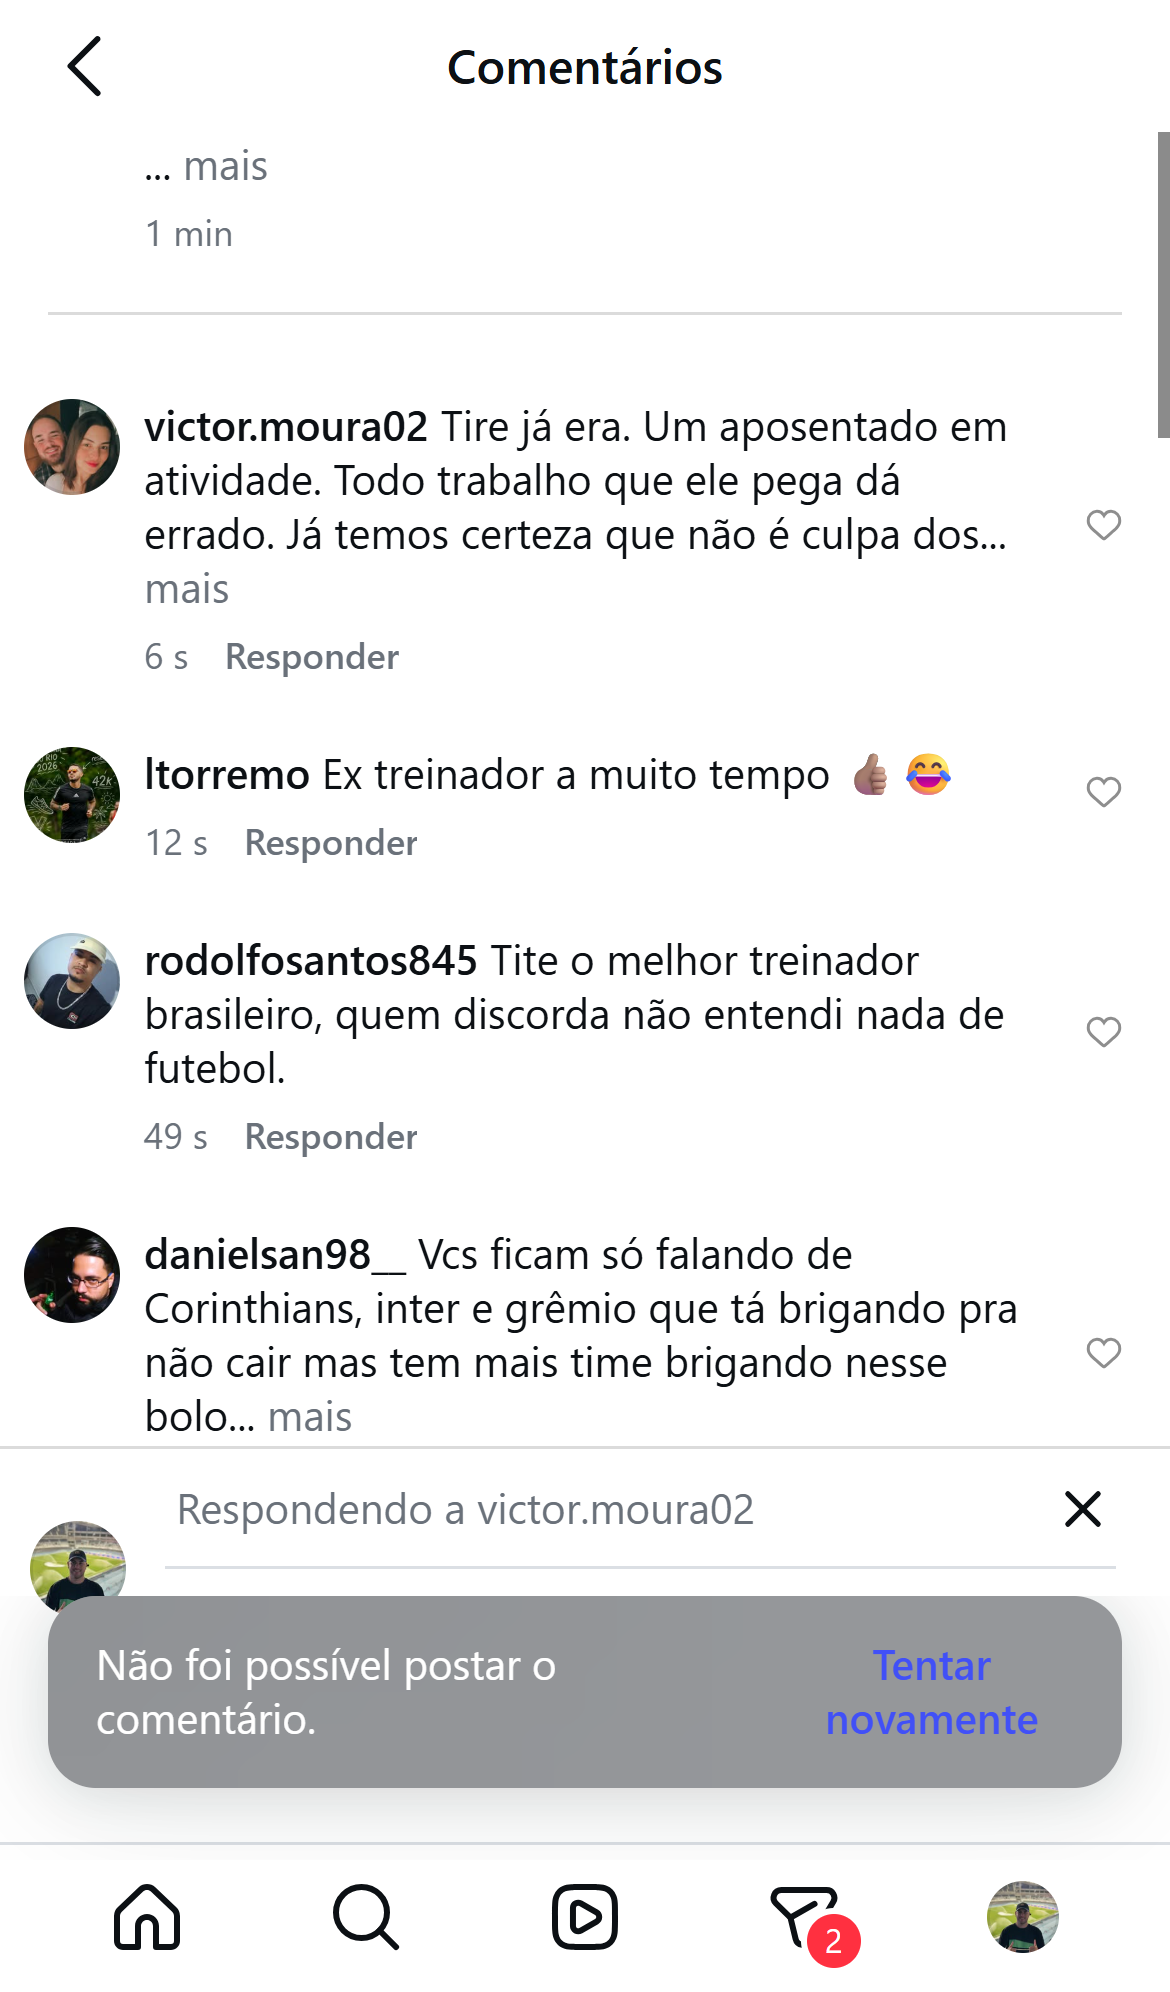 Comentários
... mais
1 min
victor.moura02 Tire já era. Um aposentado em
atividade. Todo trabalho que ele pega dá
errado. Já temos certeza que não é culpa dos...
mais
6 s Responder
ltorremo Ex treinador a muito tempo 👍🏽 😂
12 s Responder
rodolfosantos845 Tite o melhor treinador
brasileiro, quem discorda não entendi nada de
futebol.
49 s Responder
danielsan98__ Vcs ficam só falando de
Corinthians, inter e grêmio que tá brigando pra
não cair mas tem mais time brigando nesse
bolo... mais
Respondendo a victor.moura02
Não foi possível postar o
comentário.
Tentar
novamente
2